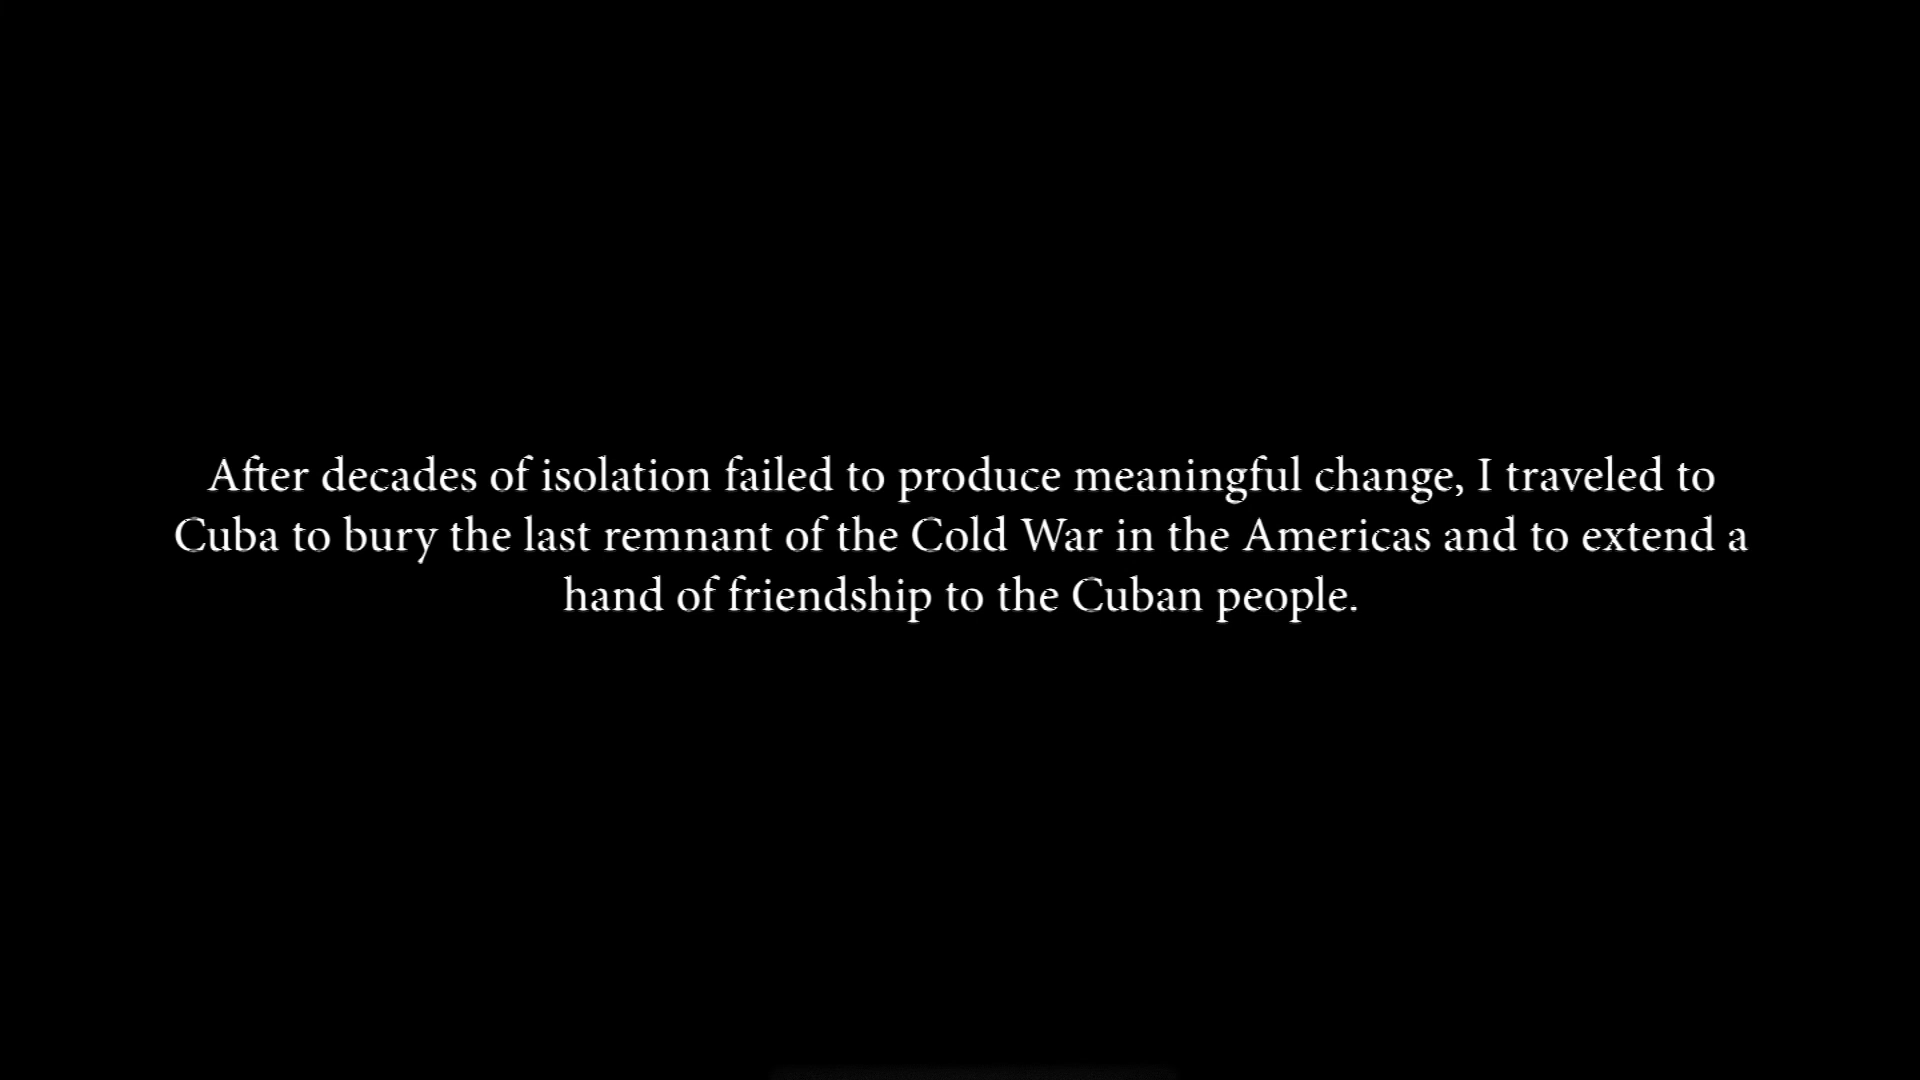 After decades of isolation failed to produce meaningful change, I traveled to
Cuba to bury the last remnant of the Cold War in the Americas and to extend a
hand of friendship to the Cuban people.